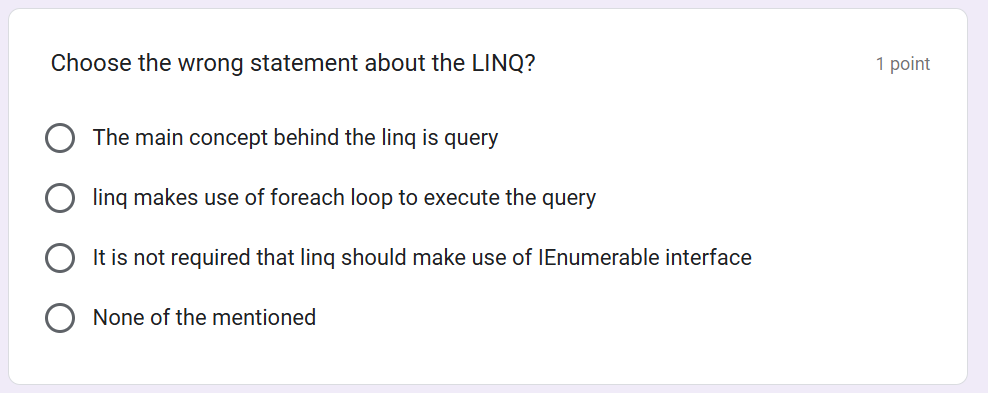 Choose the wrong statement about the LINQ?
1 point
The main concept behind the linq is query
linq makes use of foreach loop to execute the query
It is not required that linq should make use of IEnumerable interface
None of the mentioned